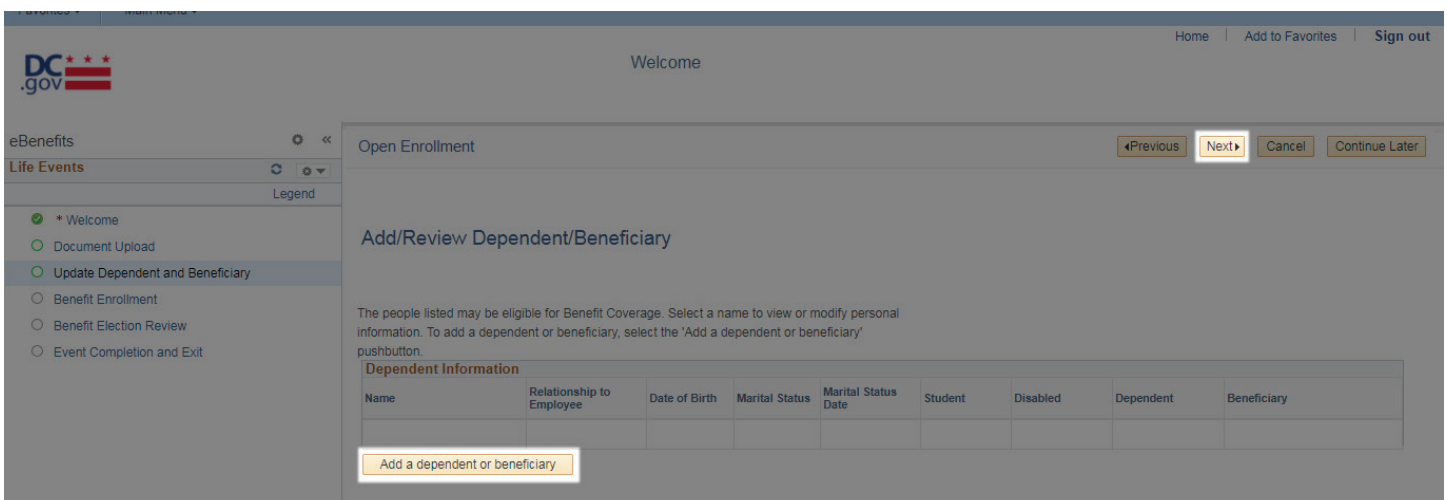 Favorites Main Menu
Home Add to Favorites Sign out
DC
.gov
Welcome
eBenefits
«
Open Enrollment
Previous Next Cancel Continue Later
Life Events
Legend
* Welcome
Document Upload
Update Dependent and Beneficiary
Benefit Enrollment
Benefit Election Review
Event Completion and Exit
Add/Review Dependent/Beneficiary
The people listed may be eligible for Benefit Coverage. Select a name to view or modify personal
information. To add a dependent or beneficiary, select the 'Add a dependent or beneficiary'
pushbutton.
Dependent Information
Name
Relationship to
Employee
Date of Birth
Marital Status
Marital Status
Date
Student
Disabled
Dependent
Beneficiary
Add a dependent or beneficiary